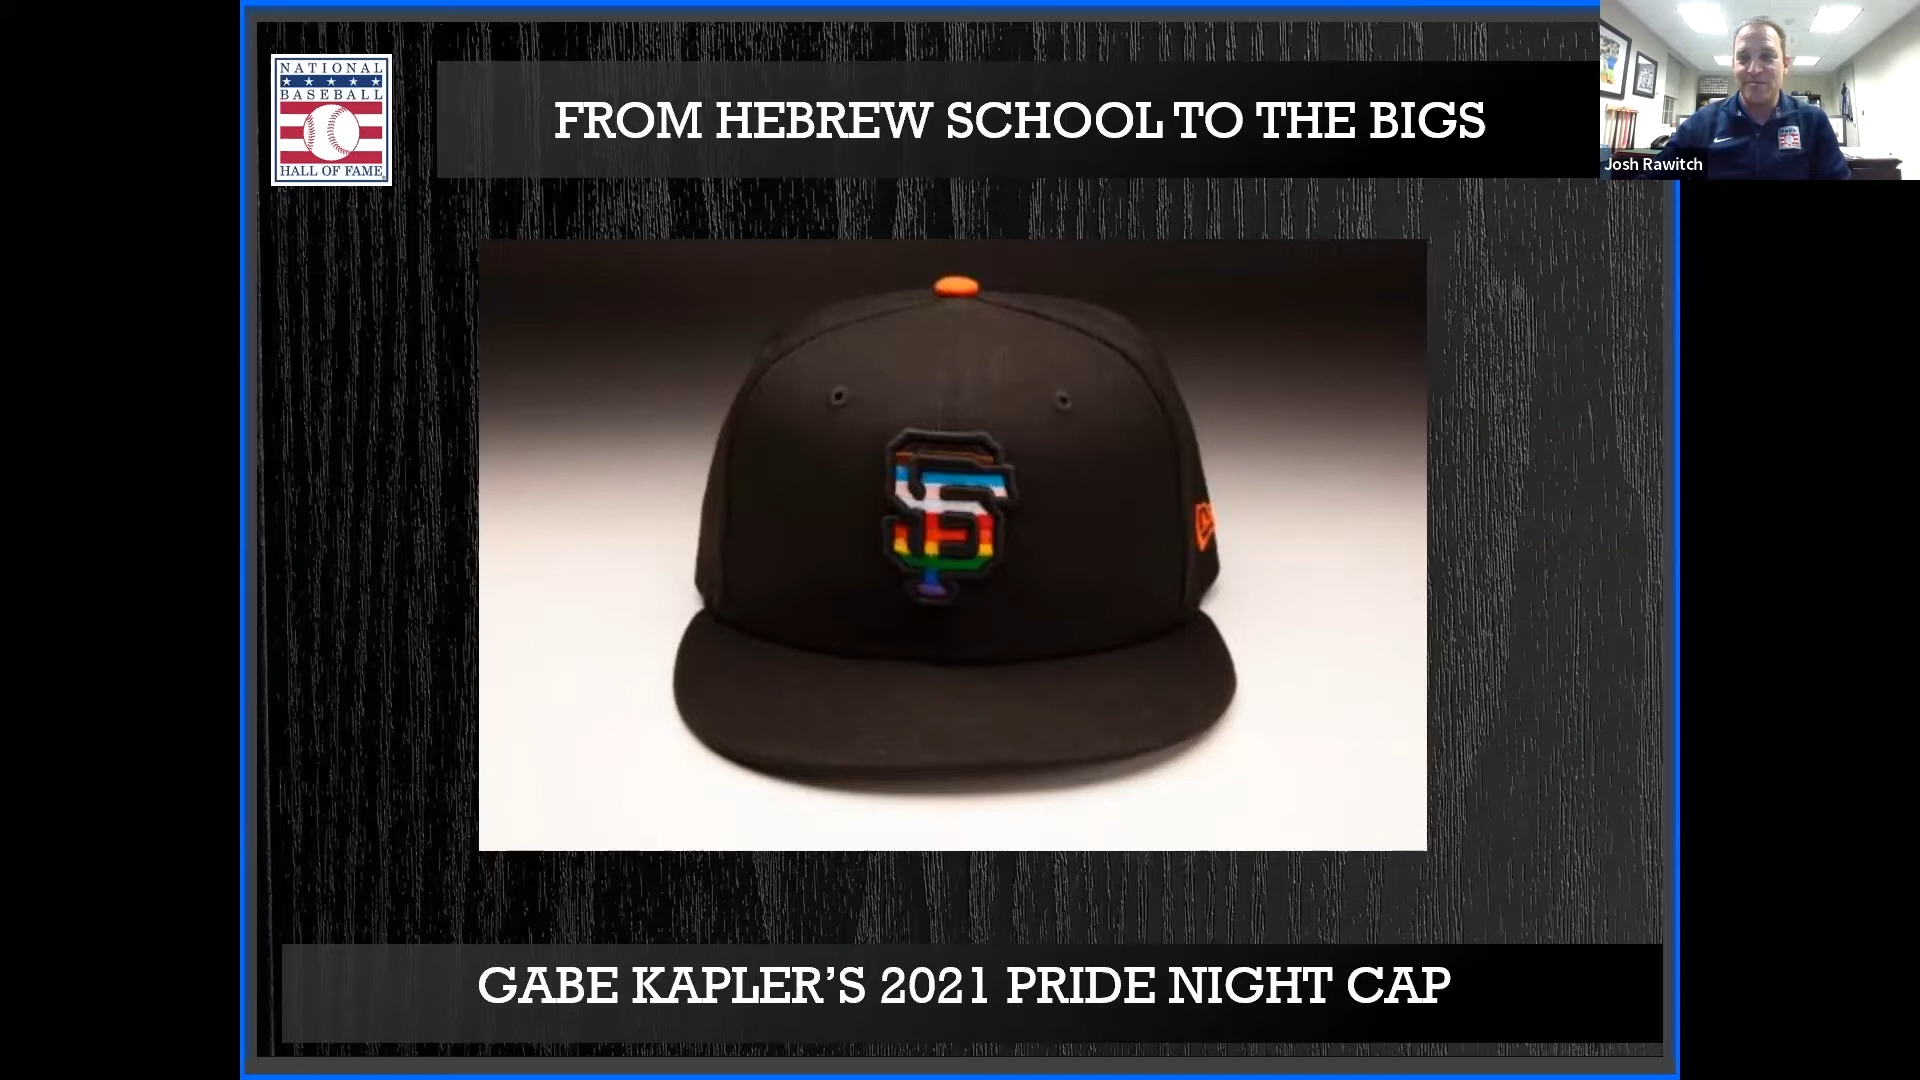 NATIONAL
BASEBALL
HALL OF FAME
FROM HEBREW SCHOOL TO THE BIGS
Josh Rawitch
SF
GABE KAPLER’S 2021 PRIDE NIGHT CAP